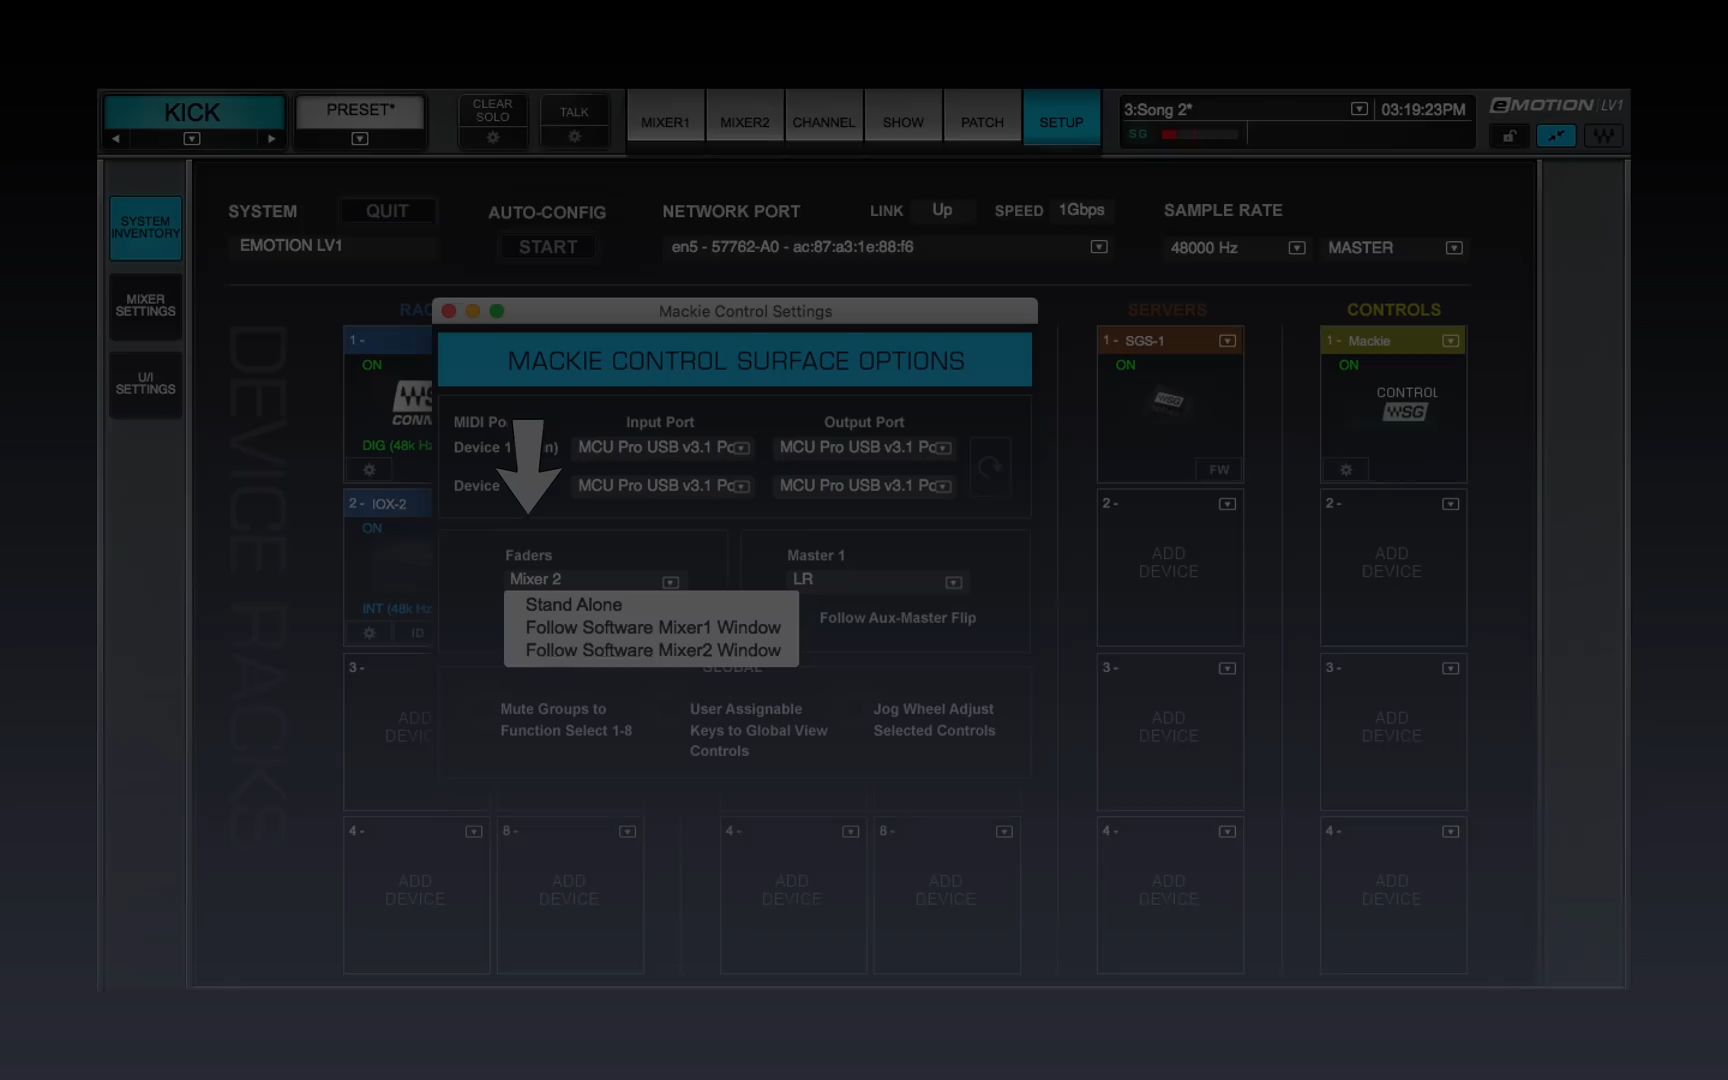 KICK
PRESET*
CLEAR
SOLO
TALK
MIXER1
MIXER2
CHANNEL
SHOW
PATCH
SETUP
3:Song 2*
03:19:23PM
SG
eMOTION LV1
SYSTEM
INVENTORY
MIXER
SETTINGS
U/I
SETTINGS
SYSTEM
QUIT
EMOTION LV1
AUTO-CONFIG
START
NETWORK PORT
LINK
Up
SPEED
1Gbps
en5 - 57762-A0 - ac:87:a3:1e:88:f6
SAMPLE RATE
48000 Hz
MASTER
DEVICE RACKS
RAC
1 -
ON
CONN
DIG (48k Hz
2 - IOX-2
ON
INT (48k Hz
ID
3 -
ADD
DEVIC
4 -
ADD
DEVICE
8 -
ADD
DEVICE
4 -
ADD
DEVICE
8 -
ADD
DEVICE
Mackie Control Settings
MACKIE CONTROL SURFACE OPTIONS
MIDI Po
Input Port
Output Port
Device 1
n)
MCU Pro USB v3.1 Po
MCU Pro USB v3.1 Po
Device
MCU Pro USB v3.1 Po
MCU Pro USB v3.1 Po
Faders
Mixer 2
Stand Alone
Follow Software Mixer1 Window
Follow Software Mixer2 Window
Master 1
LR
Follow Aux-Master Flip
GLOBAL
Mute Groups to
Function Select 1-8
User Assignable
Keys to Global View
Controls
Jog Wheel Adjust
Selected Controls
SERVERS
1 - SGS-1
ON
WSG
FW
2 -
ADD
DEVICE
3 -
ADD
DEVICE
4 -
ADD
DEVICE
CONTROLS
1 - Mackie
ON
CONTROL
WSG
2 -
ADD
DEVICE
3 -
ADD
DEVICE
4 -
ADD
DEVICE